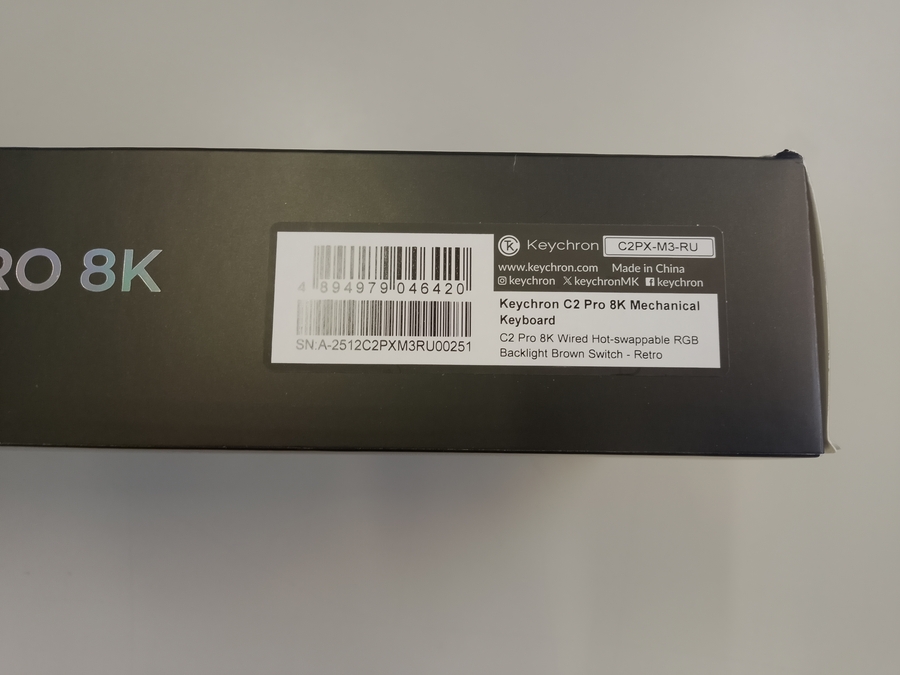 RO 8K
4 894979 046420
SN:A-2512C2PXM3RU00251
Keychron C2PX-M3-RU
www.keychron.com Made in China
keychron keychronMK keychron
Keychron C2 Pro 8K Mechanical
Keyboard
C2 Pro 8K Wired Hot-swappable RGB
Backlight Brown Switch - Retro